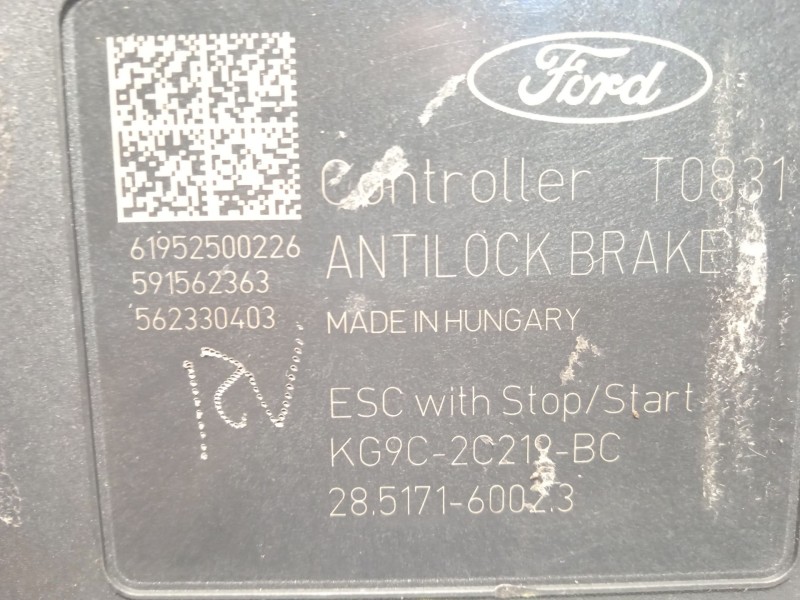 Ford
Controller T0831
ANTILOCK BRAKE
MADE IN HUNGARY
61952500226
591562363
562330403
ESC with Stop/Start
KG9C-2C219-BC
28.5171-6002.3